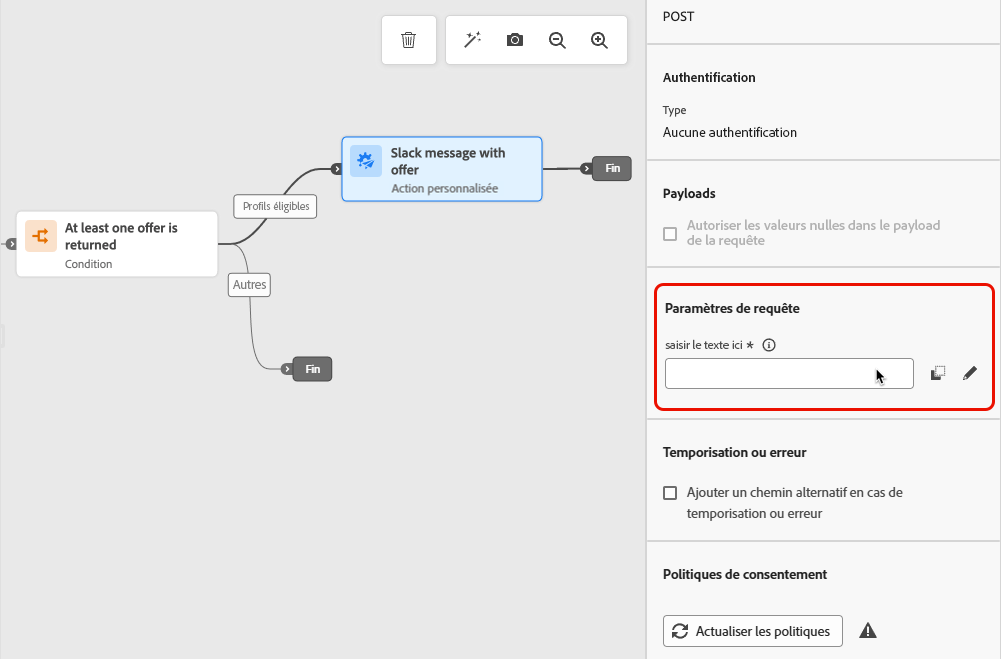 POST
Authentification
Type
Aucune authentification
Payloads
Autoriser les valeurs nulles dans le payload
de la requête
Paramètres de requête
saisir le texte ici *
Temporisation ou erreur
Ajouter un chemin alternatif en cas de
temporisation ou erreur
Politiques de consentement
Actualiser les politiques
Slack message with
offer
Action personnalisée
Fin
Profils éligibles
At least one offer is
returned
Condition
Autres
Fin